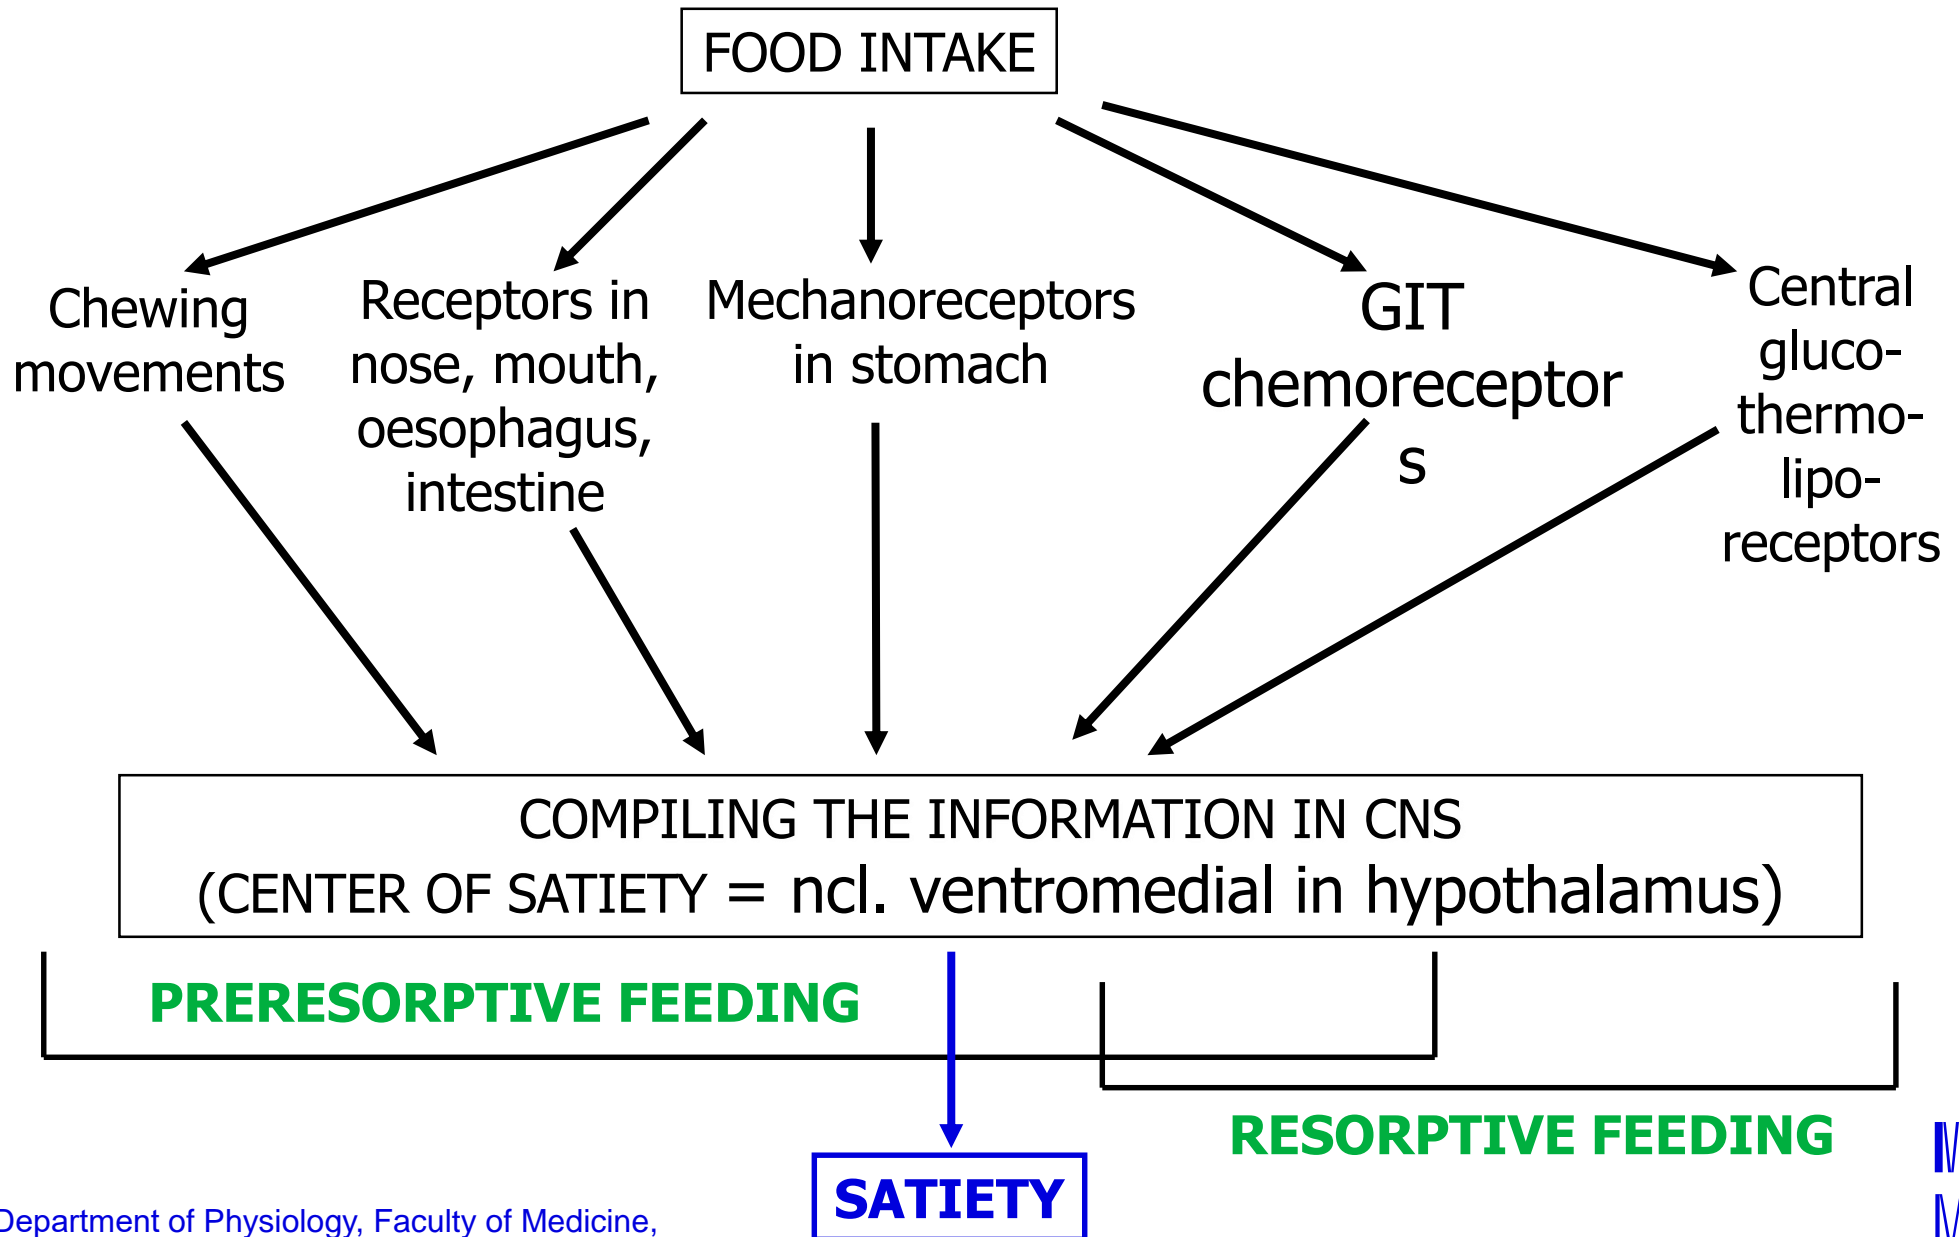 FOOD INTAKE
Chewing
movements
Receptors in
nose, mouth,
oesophagus,
intestine
Mechanoreceptors
in stomach
GIT
chemoreceptor
s
Central
gluco-
thermo-
lipo-
receptors
COMPILING THE INFORMATION IN CNS
(CENTER OF SATIETY = ncl. ventromedial in hypothalamus)
PRERESORPTIVE FEEDING
RESORPTIVE FEEDING
SATIETY
Department of Physiology, Faculty of Medicine,